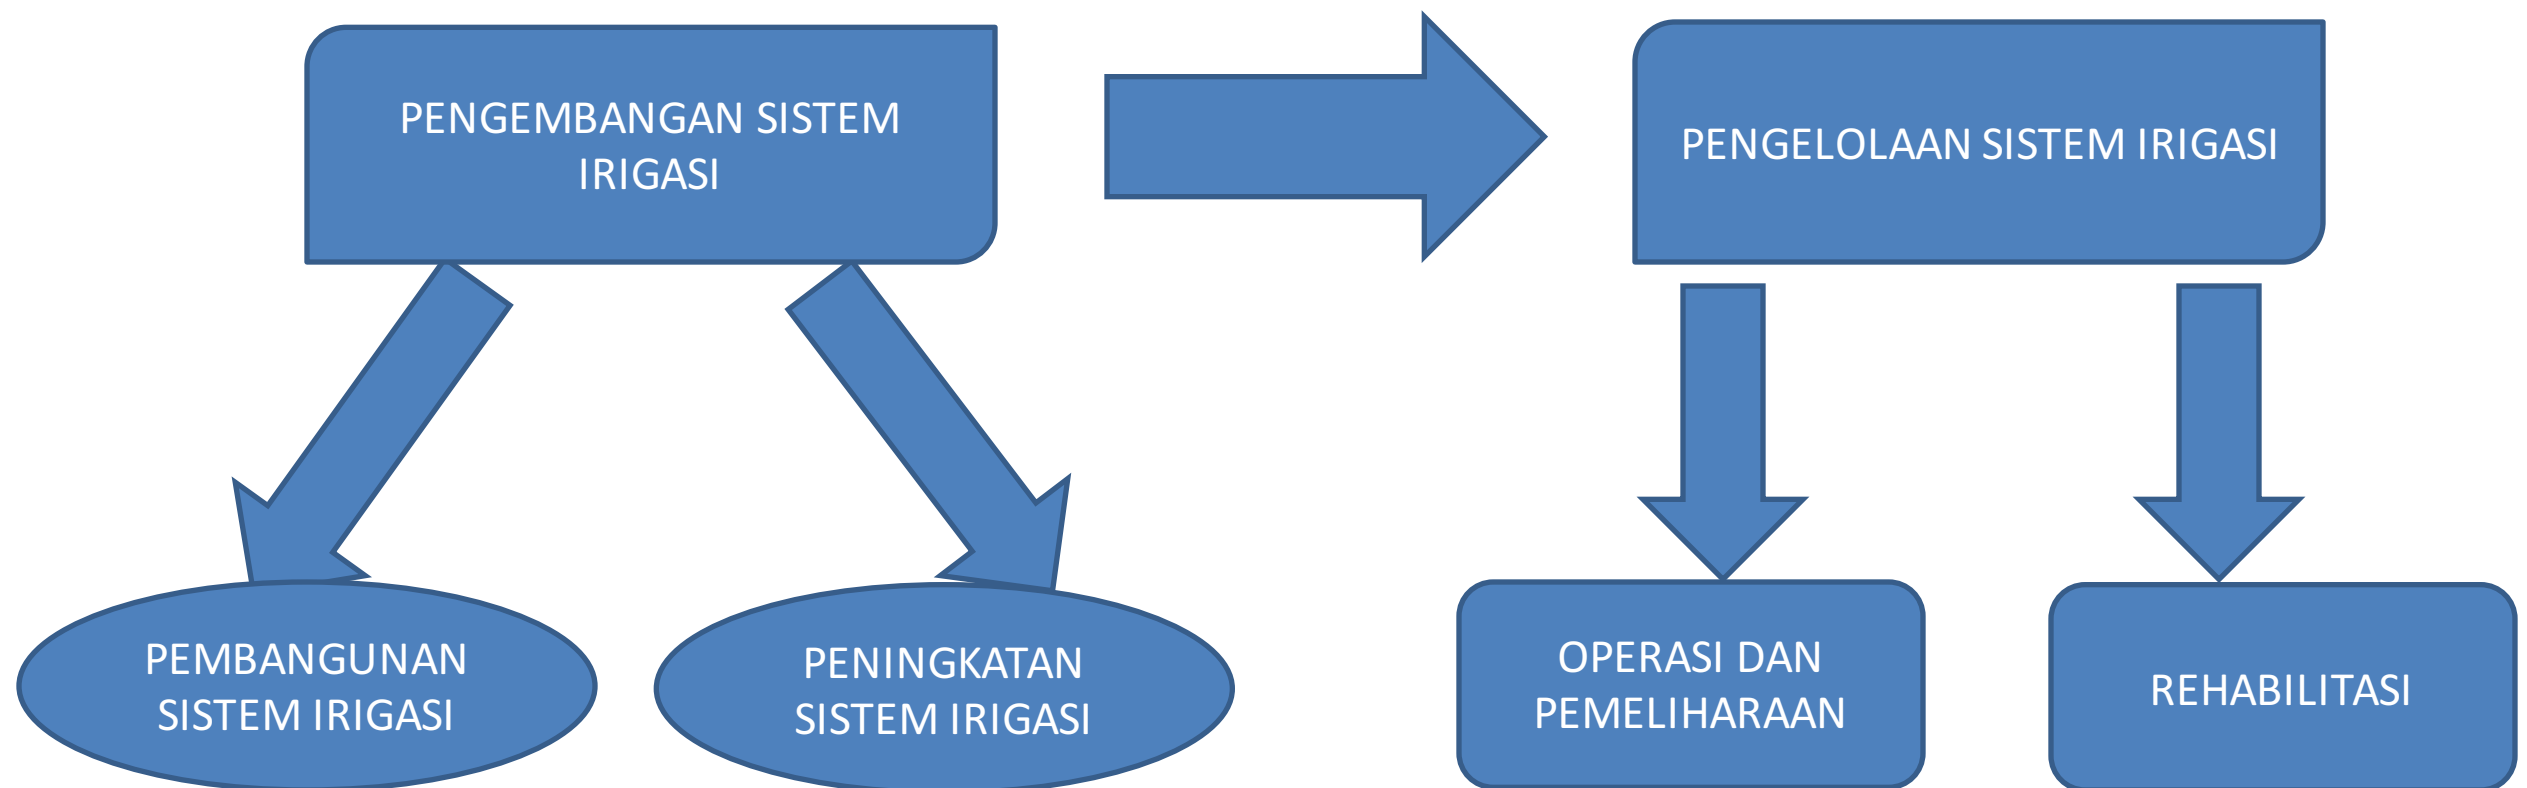 PENGEMBANGAN SISTEM
IRIGASI
PENGELOLAAN SISTEM IRIGASI
PEMBANGUNAN
SISTEM IRIGASI
PENINGKATAN
SISTEM IRIGASI
OPERASI DAN
PEMELIHARAAN
REHABILITASI